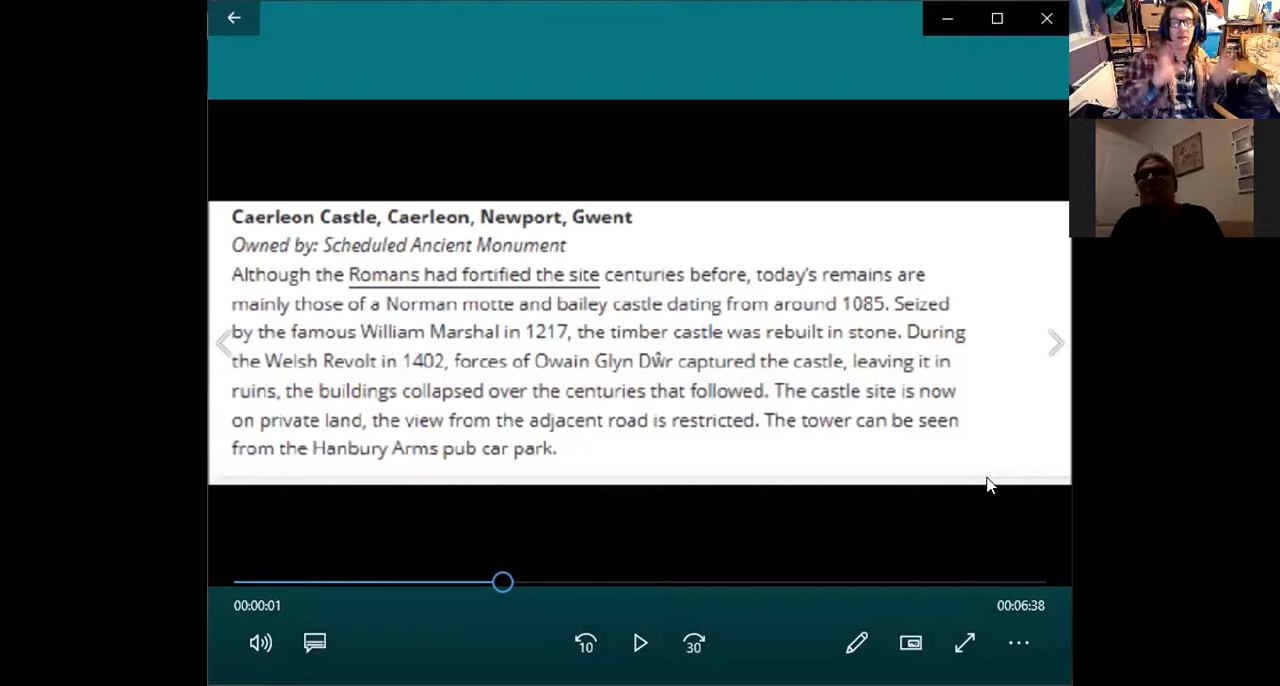 Caerleon Castle, Caerleon, Newport, Gwent
Owned by: Scheduled Ancient Monument
Although the Romans had fortified the site centuries before, today's remains are
mainly those of a Norman motte and bailey castle dating from around 1085. Seized
by the famous William Marshal in 1217, the timber castle was rebuilt in stone. During
the Welsh Revolt in 1402, forces of Owain Glyn Dŵr captured the castle, leaving it in
ruins, the buildings collapsed over the centuries that followed. The castle site is now
on private land, the view from the adjacent road is restricted. The tower can be seen
from the Hanbury Arms pub car park.
00:00:01
00:06:38
10
30